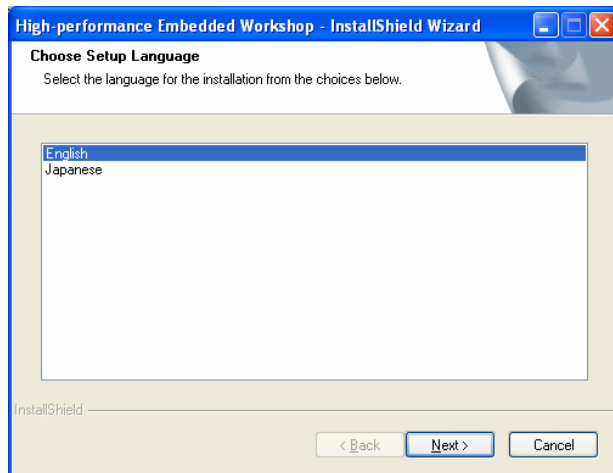 High-performance Embedded Workshop - InstallShield Wizard
Choose Setup Language
Select the language for the installation from the choices below.
English
Japanese
InstallShield
< Back
Next >
Cancel